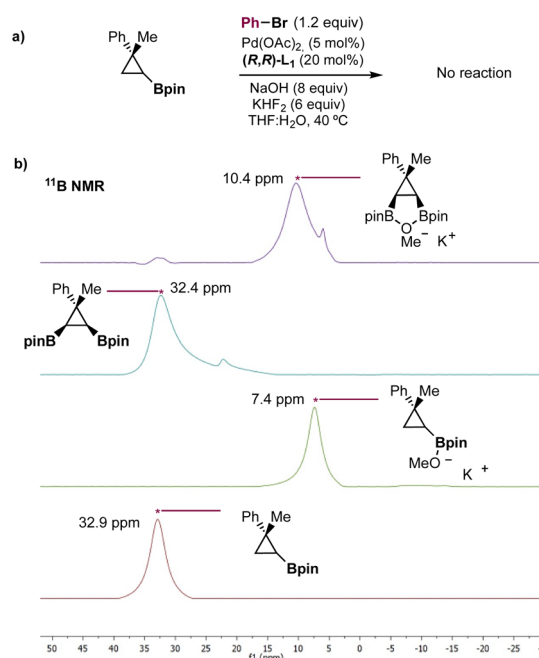 a)
Ph Me
Bpin
Ph–Br (1.2 equiv)
Pd(OAc)2, (5 mol%)
(R,R)-L1 (20 mol%)
NaOH (8 equiv)
KHF2 (6 equiv)
THF:H2O, 40 ºC
No reaction
b)
11B NMR
10.4 ppm
*
Ph Me
pinB Bpin
O
Me − K+
Ph Me
pinB Bpin
* 32.4 ppm
7.4 ppm
*
Ph Me
Bpin
MeO −
K +
32.9 ppm
*
Ph Me
Bpin
50 45 40 35 30 25 20 15 10 5 0 -5 -10 -15 -20 -25
f1 (ppm)